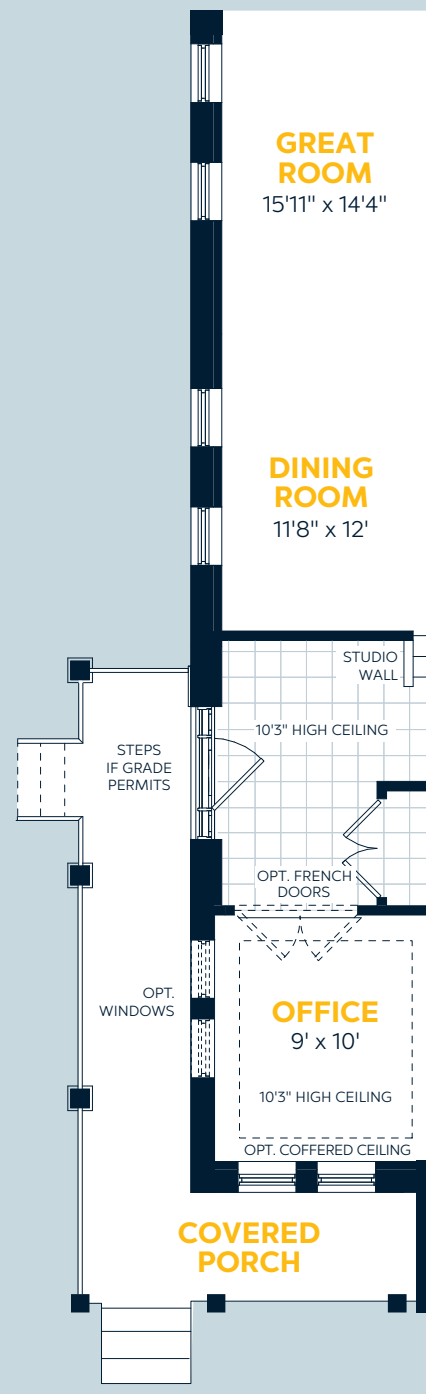 GREAT
ROOM
15'11" x 14'4"
DINING
ROOM
11'8" x 12'
STUDIO
WALL
10'3" HIGH CEILING
STEPS
IF GRADE
PERMITS
OPT. FRENCH
DOORS
OPT.
WINDOWS
OFFICE
9' x 10'
10'3" HIGH CEILING
OPT. COFFERED CEILING
COVERED
PORCH